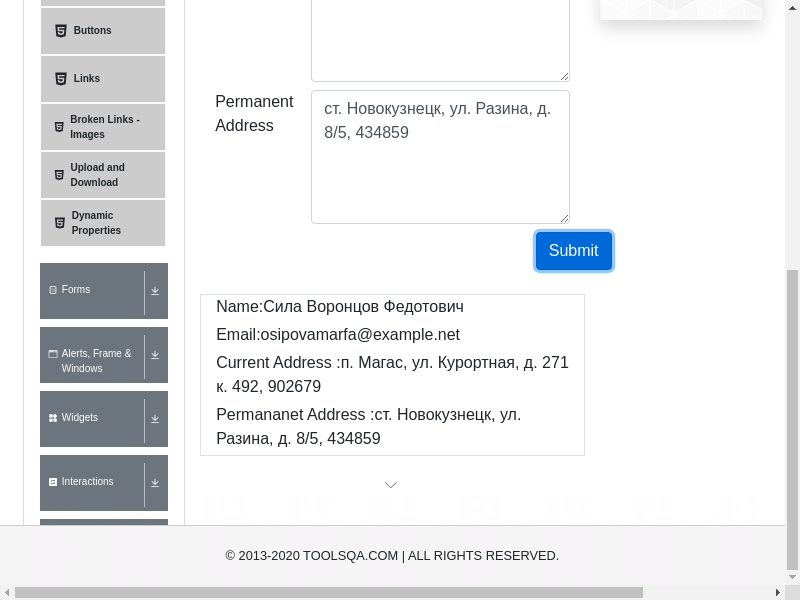 Buttons
Links
Broken Links -
Images
Upload and
Download
Dynamic
Properties
Forms
Alerts, Frame &
Windows
Widgets
Interactions
Permanent
Address
ст. Новокузнецк, ул. Разина, д.
8/5, 434859
Submit
Name:Сила Воронцов Федотович
Email:osipovamarfa@example.net
Current Address :п. Магас, ул. Курортная, д. 271
к. 492, 902679
Permananet Address :ст. Новокузнецк, ул.
Разина, д. 8/5, 434859
© 2013-2020 TOOLSQA.COM | ALL RIGHTS RESERVED.